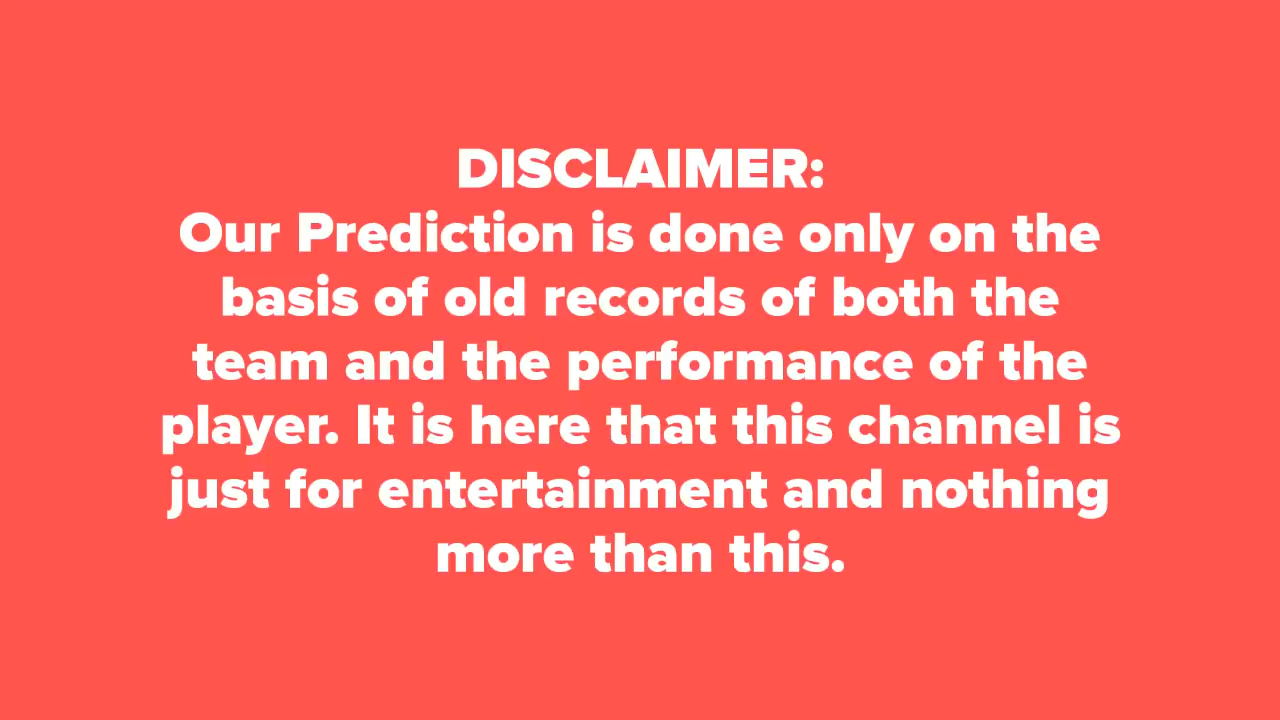 DISCLAIMER:
Our Prediction is done only on the
basis of old records of both the
team and the performance of the
player. It is here that this channel is
just for entertainment and nothing
more than this.